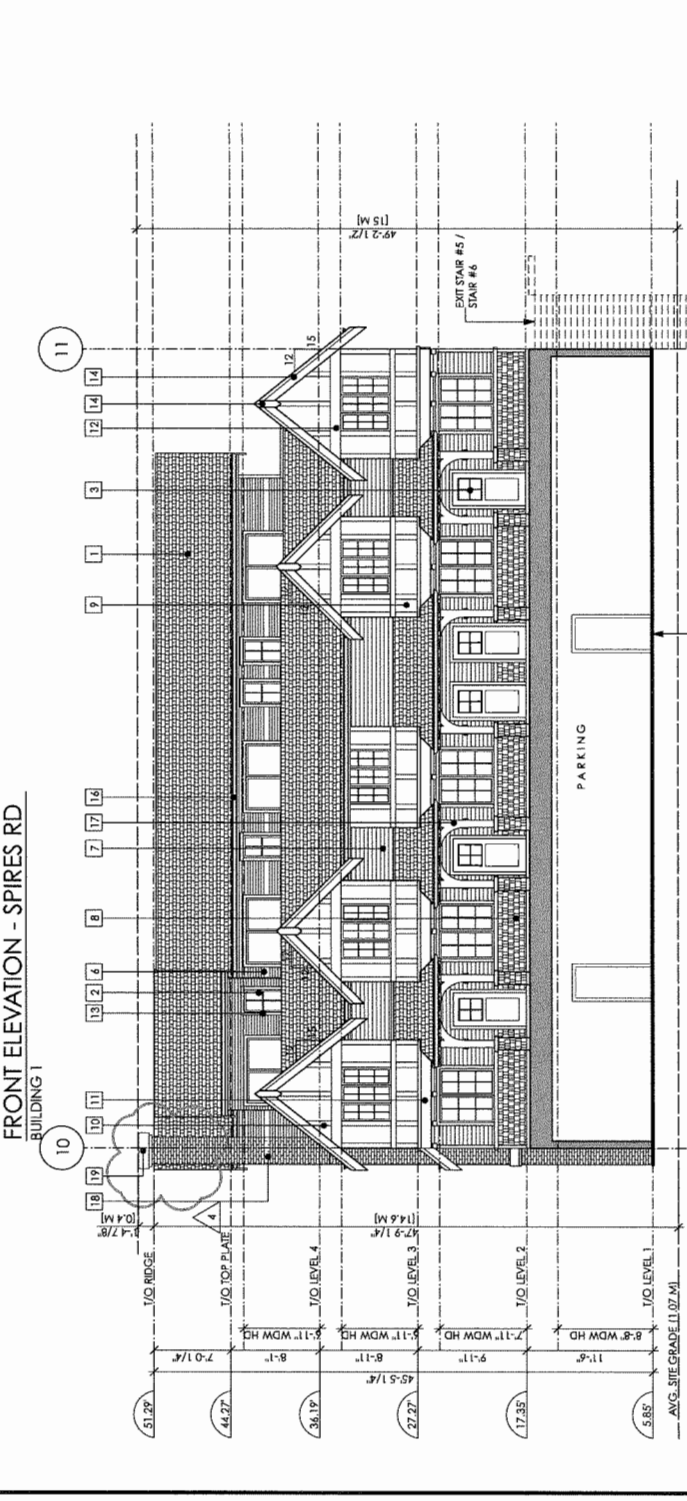 FRONT ELEVATION - SPIRES RD
BUILDING 1
10
11
19
18
10
11
13
2
6
8
7
17
16
9
1
3
12
14
14
4
12
15
15
T/O RIDGE
T/O TOP PLATE
T/O LEVEL 4
T/O LEVEL 3
T/O LEVEL 2
T/O LEVEL 1
AVG. SITE GRADE (1.07 M)
51.29'
44.27'
36.19'
27.27'
17.35'
5.85'
45'-5 1/4"
7'-0 1/4"
8'-1"
8'-11"
9'-11"
11'-6"
6'-11" WDW HD
6'-11" WDW HD
7'-11" WDW HD
8'-8" WDW HD
[0.4 M]
47'-9 1/4"
[14.6 M]
49'-2 1/2"
[15 M]
EXIT STAIR #5 /
STAIR #6
PARKING